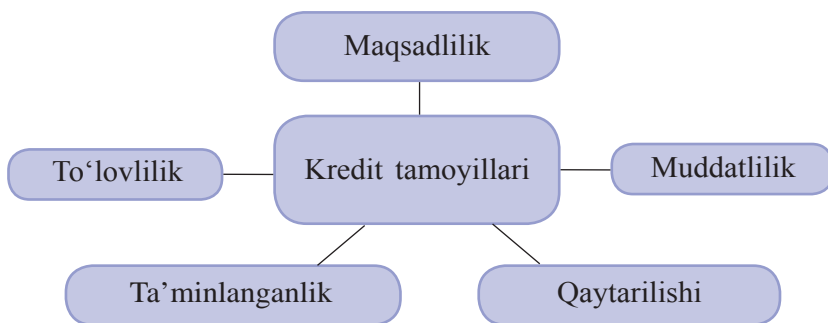 Maqsadlilik
To‘lovlilik
Kredit tamoyillari
Muddatlilik
Ta’minlanganlik
Qaytarilishi